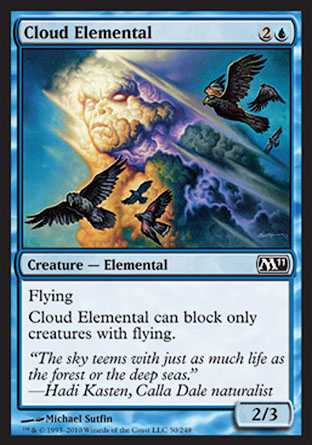 Cloud Elemental 2
Creature — Elemental M11
Flying
Cloud Elemental can block only
creatures with flying.
"The sky teems with just as much life as
the forest or the deep seas."
—Hadi Kasten, Calla Dale naturalist
Michael Sutfin
™ & © 1993–2010 Wizards of the Coast LLC 50/249
2/3